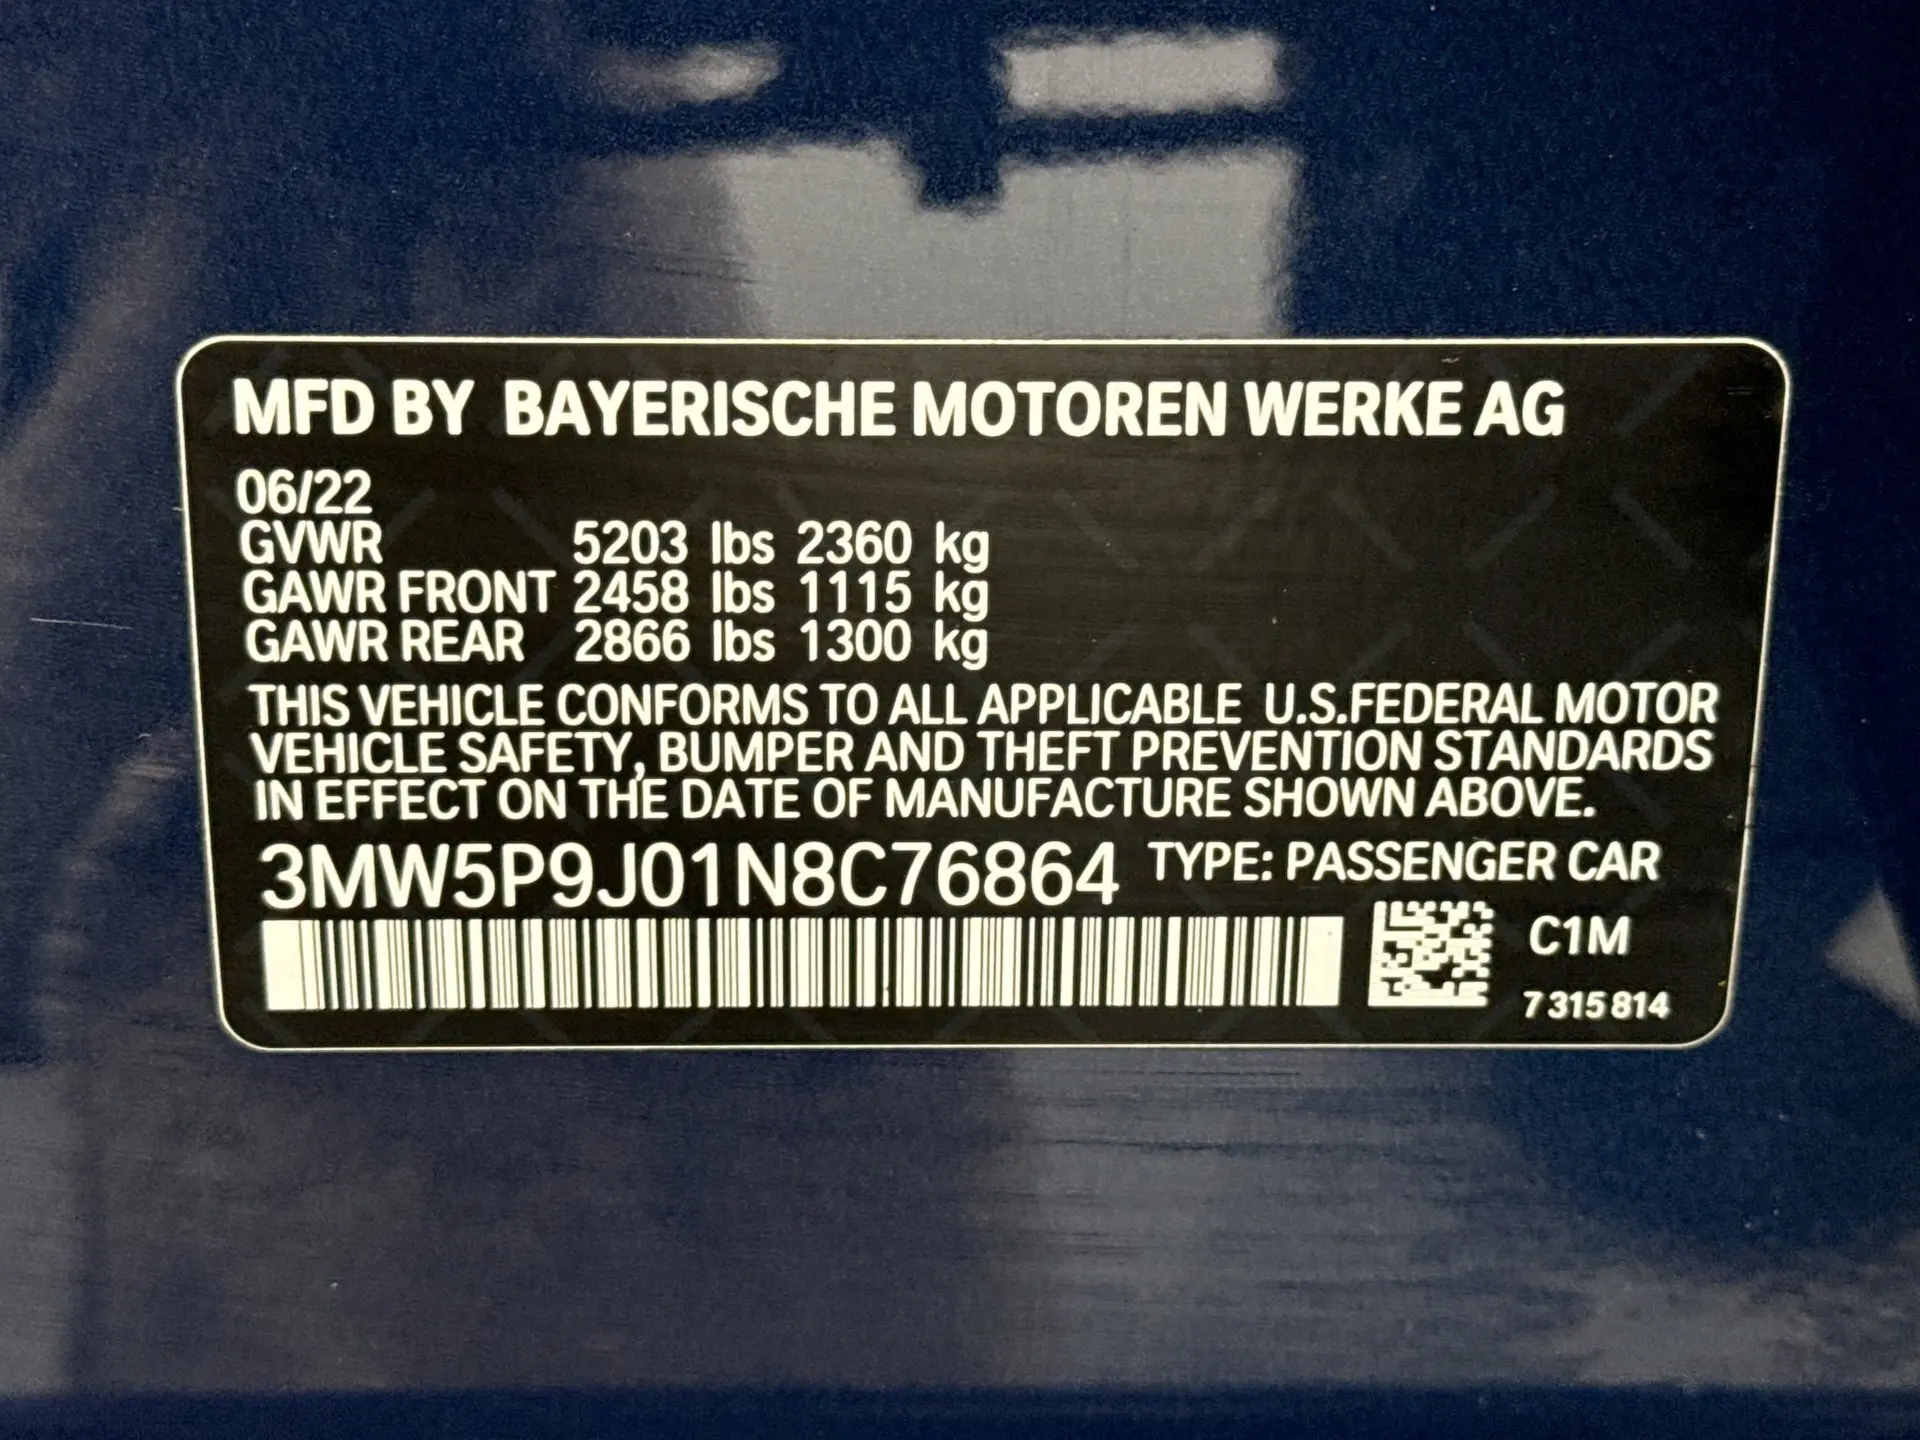 MFD BY BAYERISCHE MOTOREN WERKE AG
06/22
GVWR 5203 lbs 2360 kg
GAWR FRONT 2458 lbs 1115 kg
GAWR REAR 2866 lbs 1300 kg
THIS VEHICLE CONFORMS TO ALL APPLICABLE U.S.FEDERAL MOTOR
VEHICLE SAFETY, BUMPER AND THEFT PREVENTION STANDARDS
IN EFFECT ON THE DATE OF MANUFACTURE SHOWN ABOVE.
3MW5P9J01N8C76864 TYPE: PASSENGER CAR
C1M
7 315 814